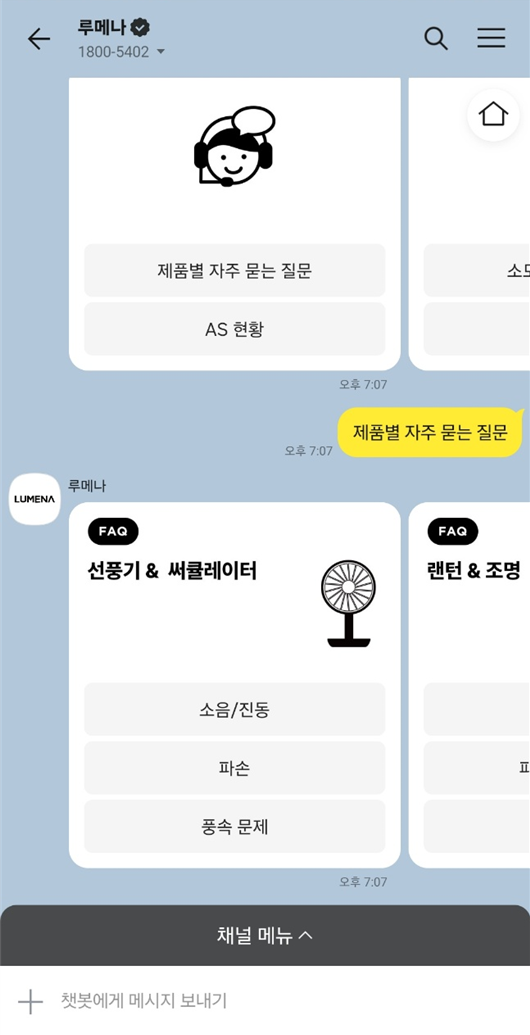 루메나
1800-5402
제품별 자주 묻는 질문
AS 현황
오후 7:07
제품별 자주 묻는 질문
오후 7:07
LUMENA
루메나
FAQ
선풍기 & 써큘레이터
소음/진동
파손
풍속 문제
FAQ
랜턴 & 조명
오후 7:07
채널 메뉴
챗봇에게 메시지 보내기